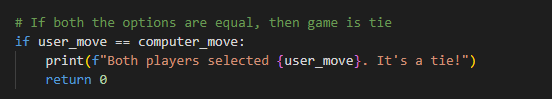 # If both the options are equal, then game is tie
if user_move == computer_move:
    print(f"Both players selected {user_move}. It's a tie!")
    return 0